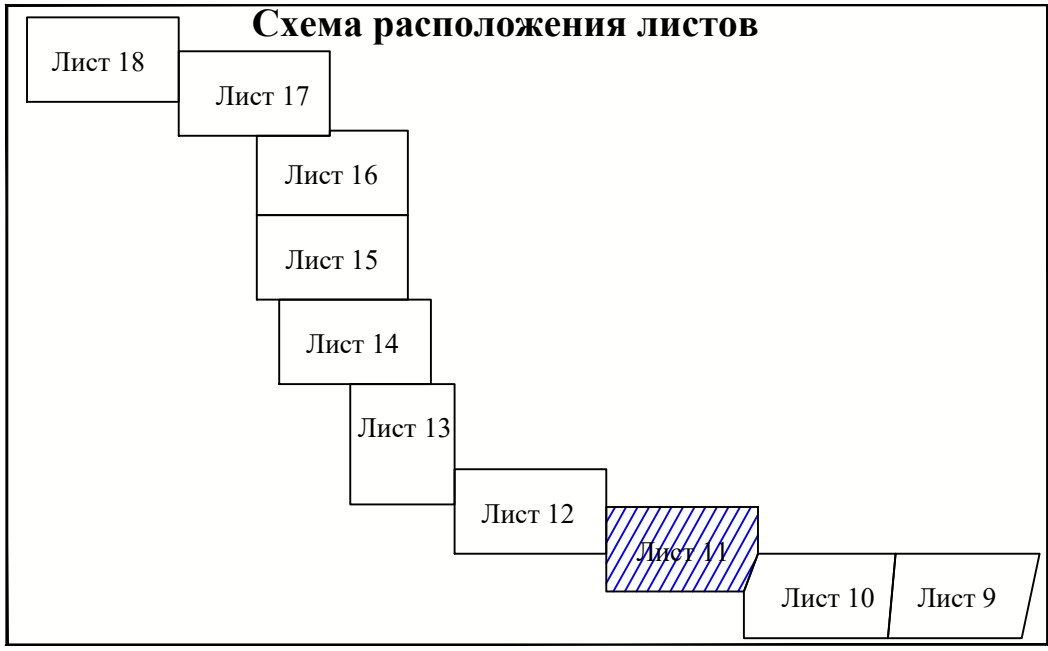 Схема расположения листов
Лист 18
Лист 17
Лист 16
Лист 15
Лист 14
Лист 13
Лист 12
Лист 11
Лист 10
Лист 9